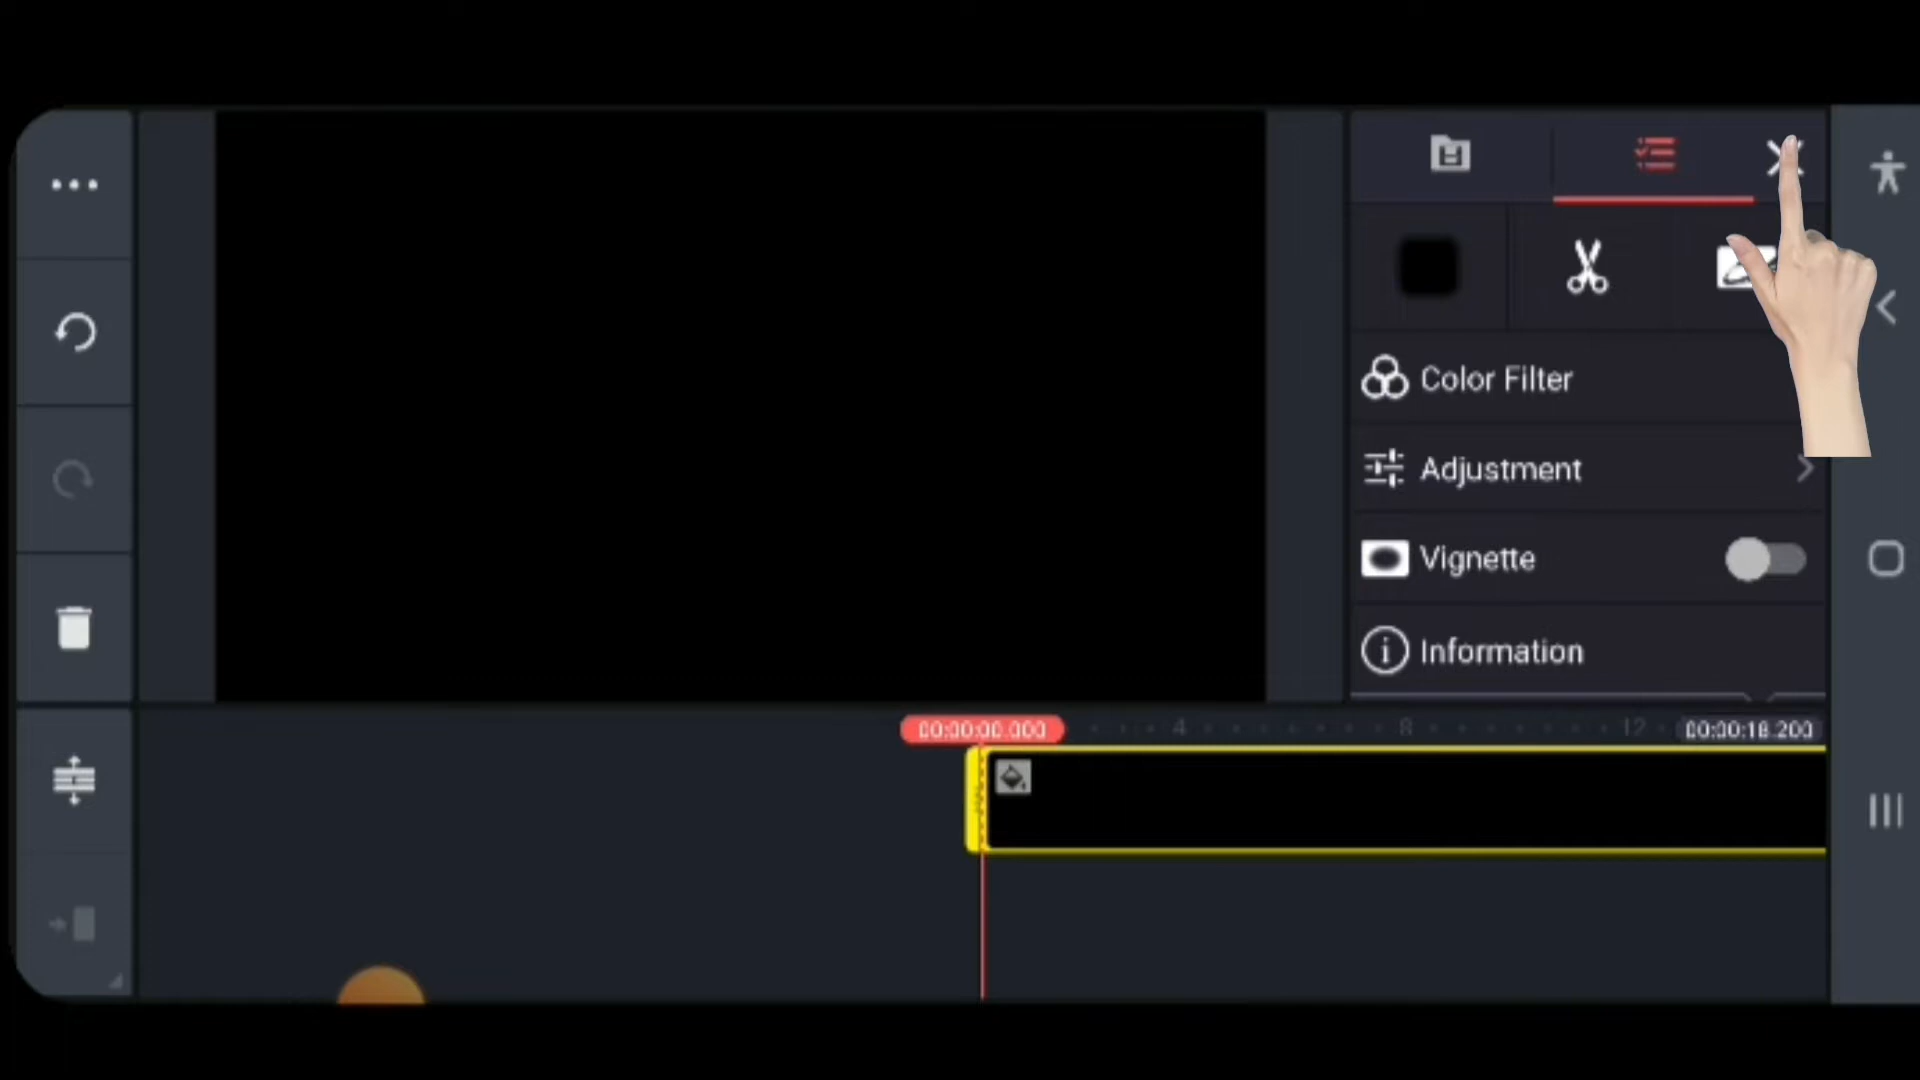 Color Filter
Adjustment
Vignette
Information
00:00:00.000
4
8
12
00:00:18.200